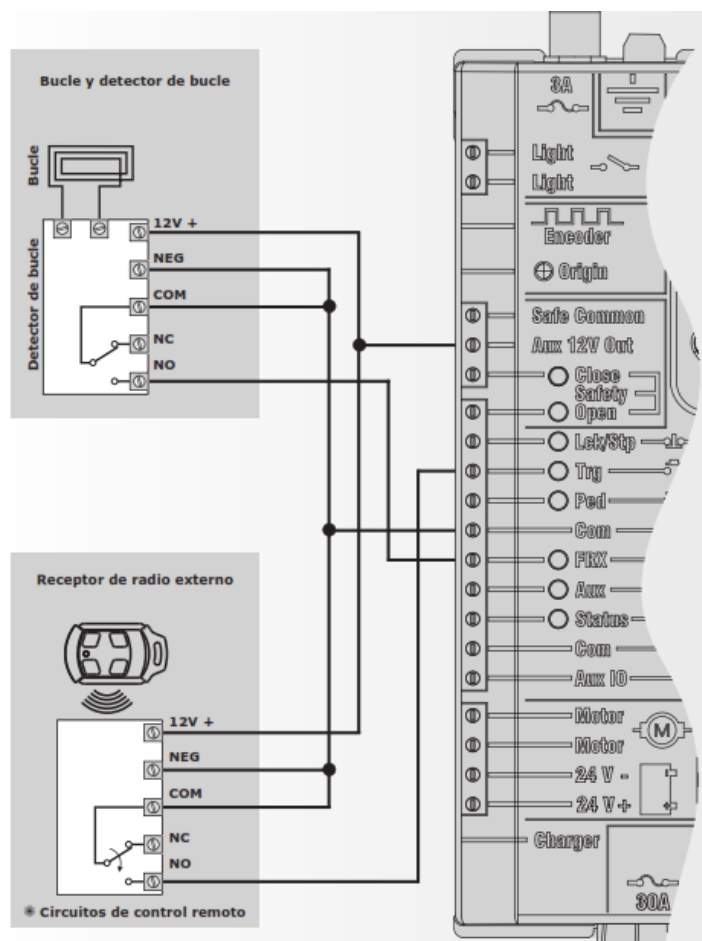 Bucle y detector de bucle
Bucle
Detector de bucle
12V +
NEG
COM
NC
NO
Receptor de radio externo
12V +
NEG
COM
NC
NO
✺ Circuitos de control remoto
3A
Light
Light
Encoder
Origin
Safe Common
Aux 12V Out
Close
Safety
Open
Lck/Stp
Trg
Ped
Com
FRX
Aux
Status
Com
Aux IO
Motor
Motor
M
24 V -
24 V +
Charger
30A